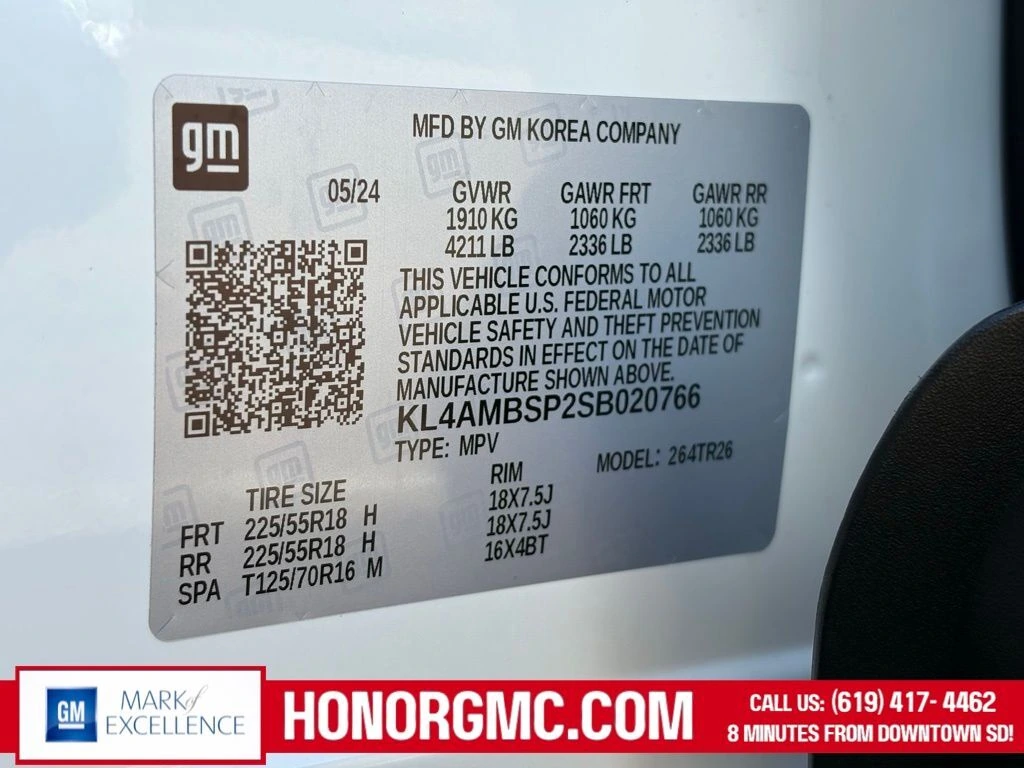 gm
MFD BY GM KOREA COMPANY
05/24 GVWR GAWR FRT GAWR RR
1910 KG 1060 KG 1060 KG
4211 LB 2336 LB 2336 LB
THIS VEHICLE CONFORMS TO ALL
APPLICABLE U.S. FEDERAL MOTOR
VEHICLE SAFETY AND THEFT PREVENTION
STANDARDS IN EFFECT ON THE DATE OF
MANUFACTURE SHOWN ABOVE.
KL4AMBSP2SB020766
TYPE: MPV MODEL: 264TR26
TIRE SIZE RIM
FRT 225/55R18 H 18X7.5J
RR 225/55R18 H 18X7.5J
SPA T125/70R16 M 16X4BT
GM
MARK of
EXCELLENCE
HONORGMC.COM
CALL US: (619) 417- 4462
8 MINUTES FROM DOWNTOWN SD!